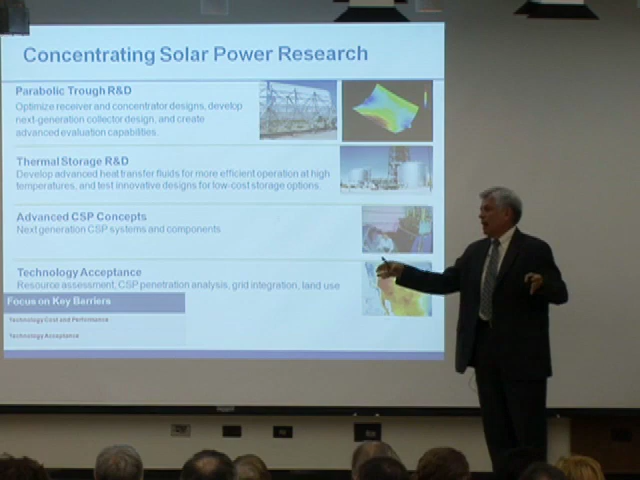 Concentrating Solar Power Research
Parabolic Trough R&D
Optimize receiver and concentrator designs, develop
next-generation collector design, and create
advanced evaluation capabilities
Thermal Storage R&D
Develop advanced heat transfer fluids for more efficient operation at high
temperatures, and test innovative designs for low-cost storage options.
Advanced CSP Concepts
Next generation CSP systems and components
Technology Acceptance
Resource assessment, CSP penetration analysis, grid integration, land use
Focus on Key Barriers
Technology Cost and Performance
Technology Acceptance